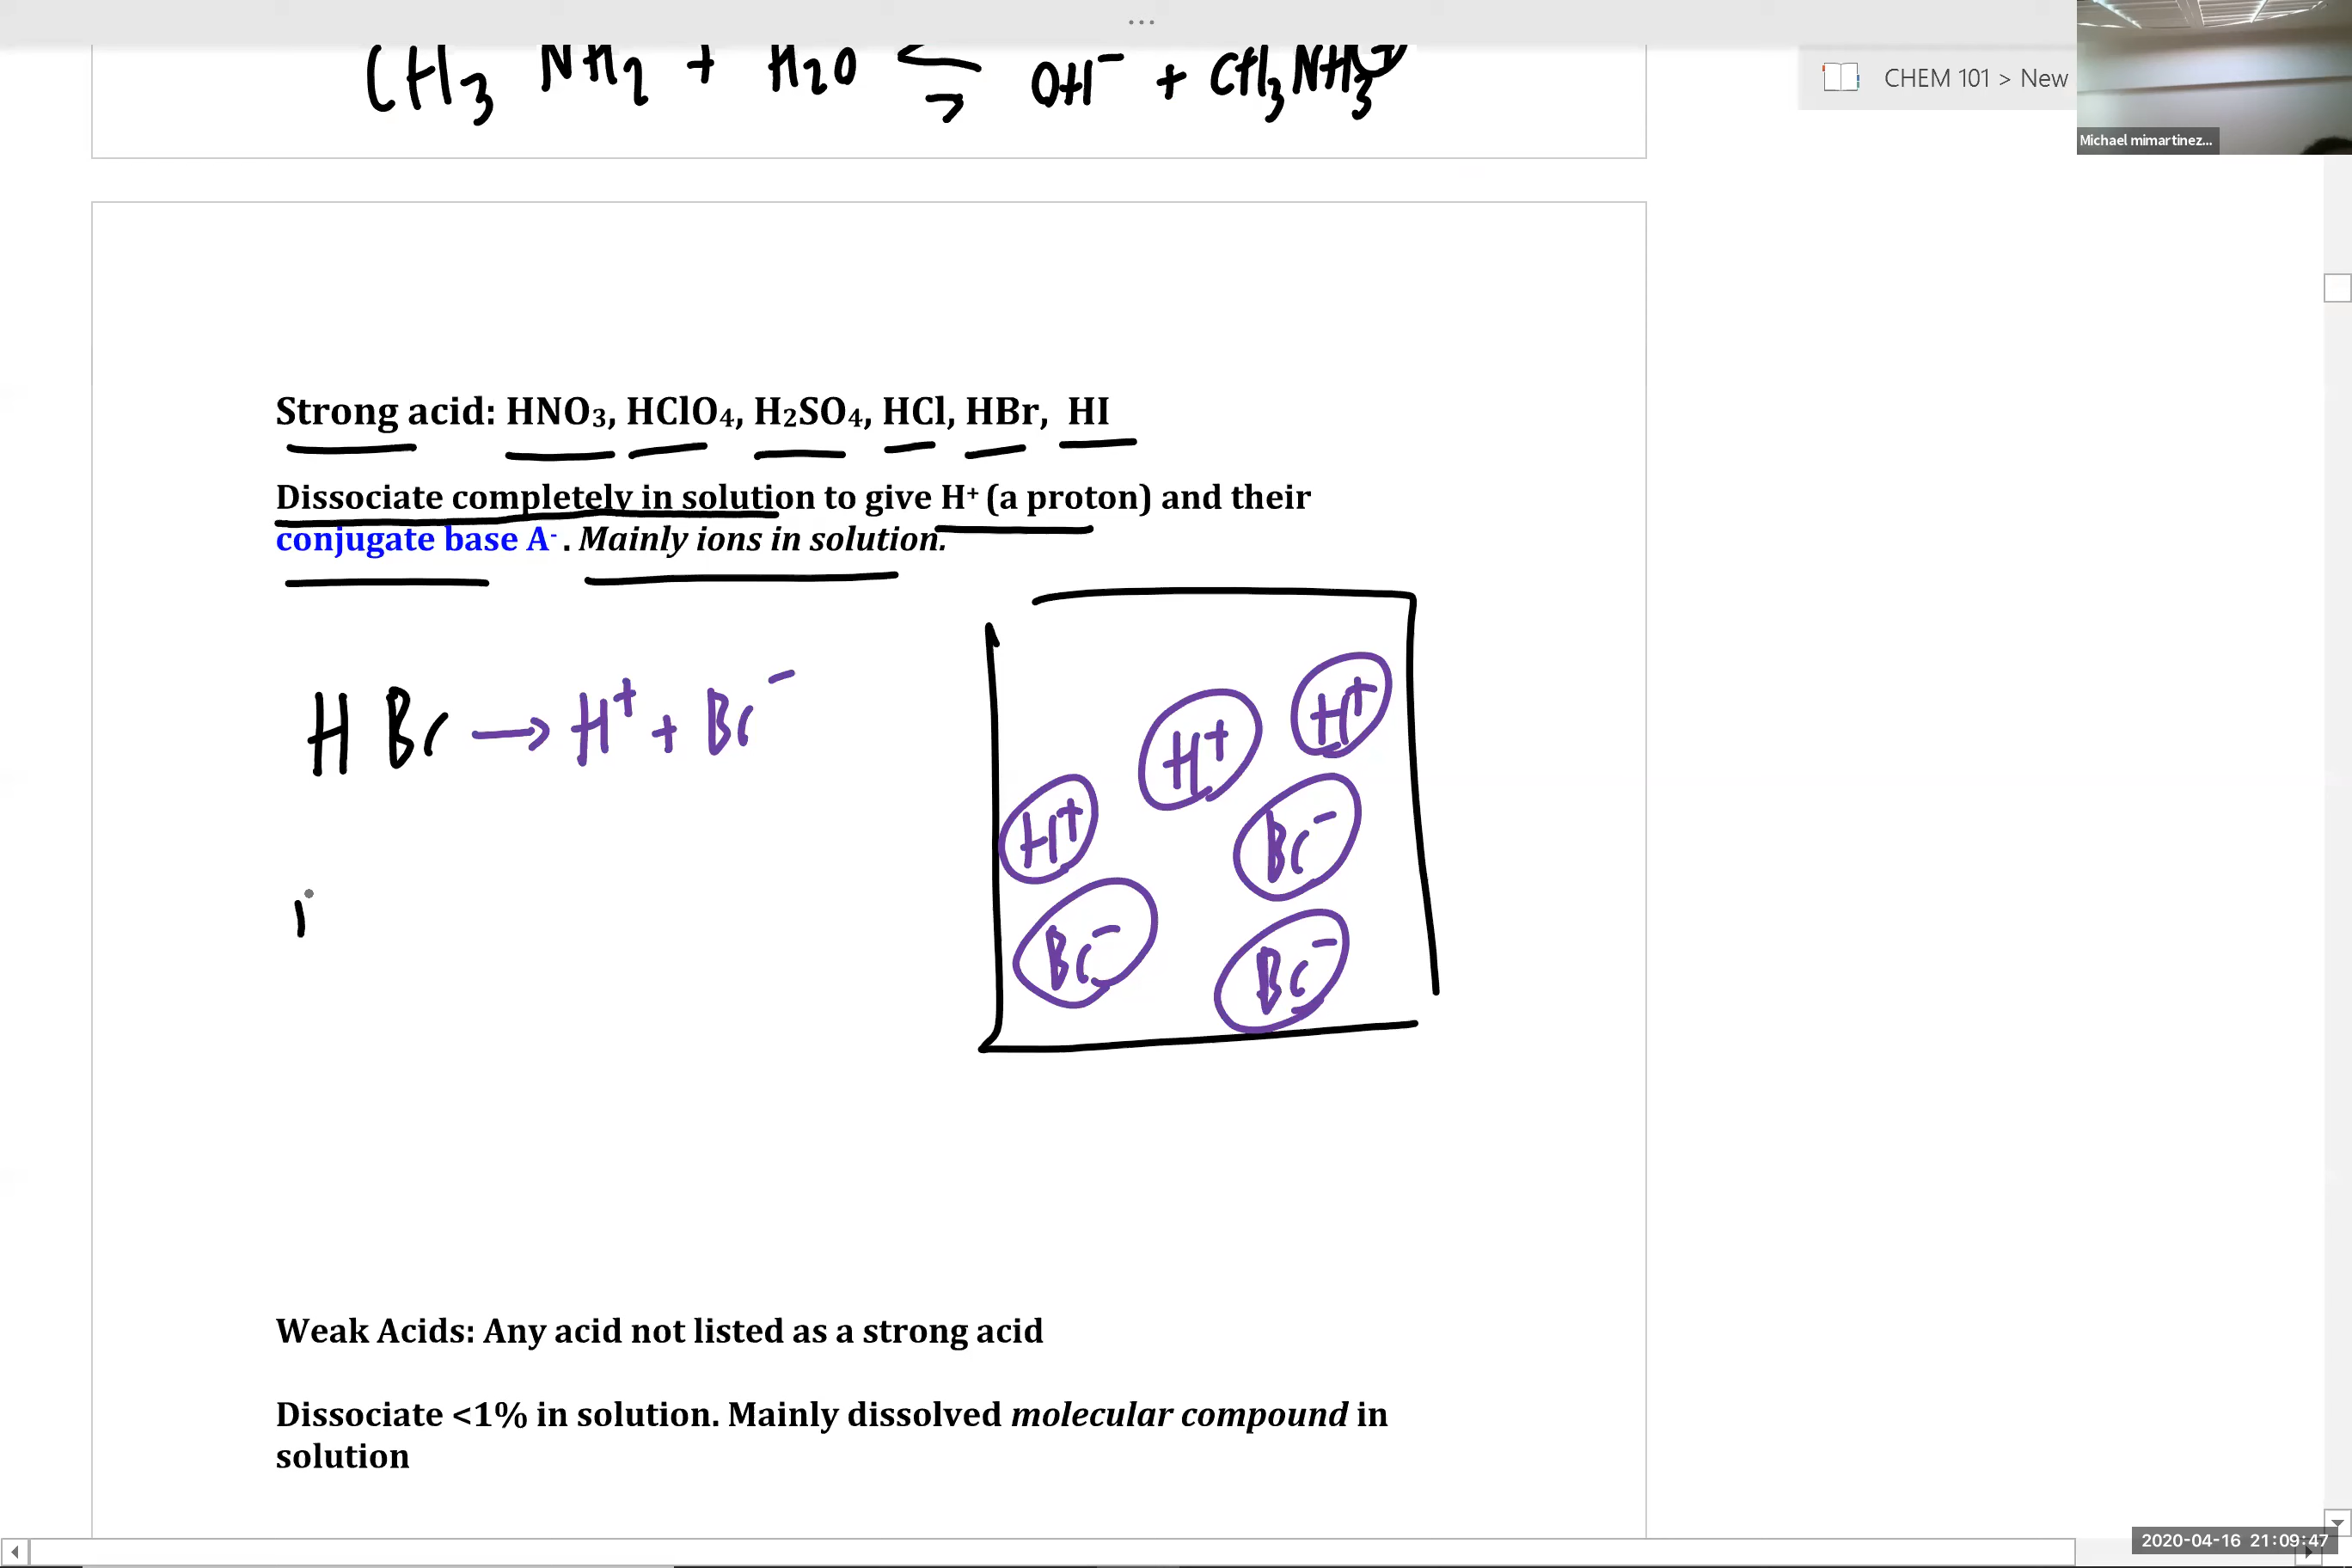 CH3 NH2 + H2O ⇌ OH- + CH3NH3+
CHEM 101 > New
Michael mimartinez...
Strong acid: HNO₃, HClO₄, H₂SO₄, HCl, HBr, HI
Dissociate completely in solution to give H⁺ (a proton) and their
conjugate base A⁻. Mainly ions in solution.
H Br → H⁺ + Br⁻
H⁺
H⁺
H⁺
Br⁻
Br⁻
Br⁻
Weak Acids: Any acid not listed as a strong acid
Dissociate <1% in solution. Mainly dissolved molecular compound in
solution
2020-04-16 21:09:47